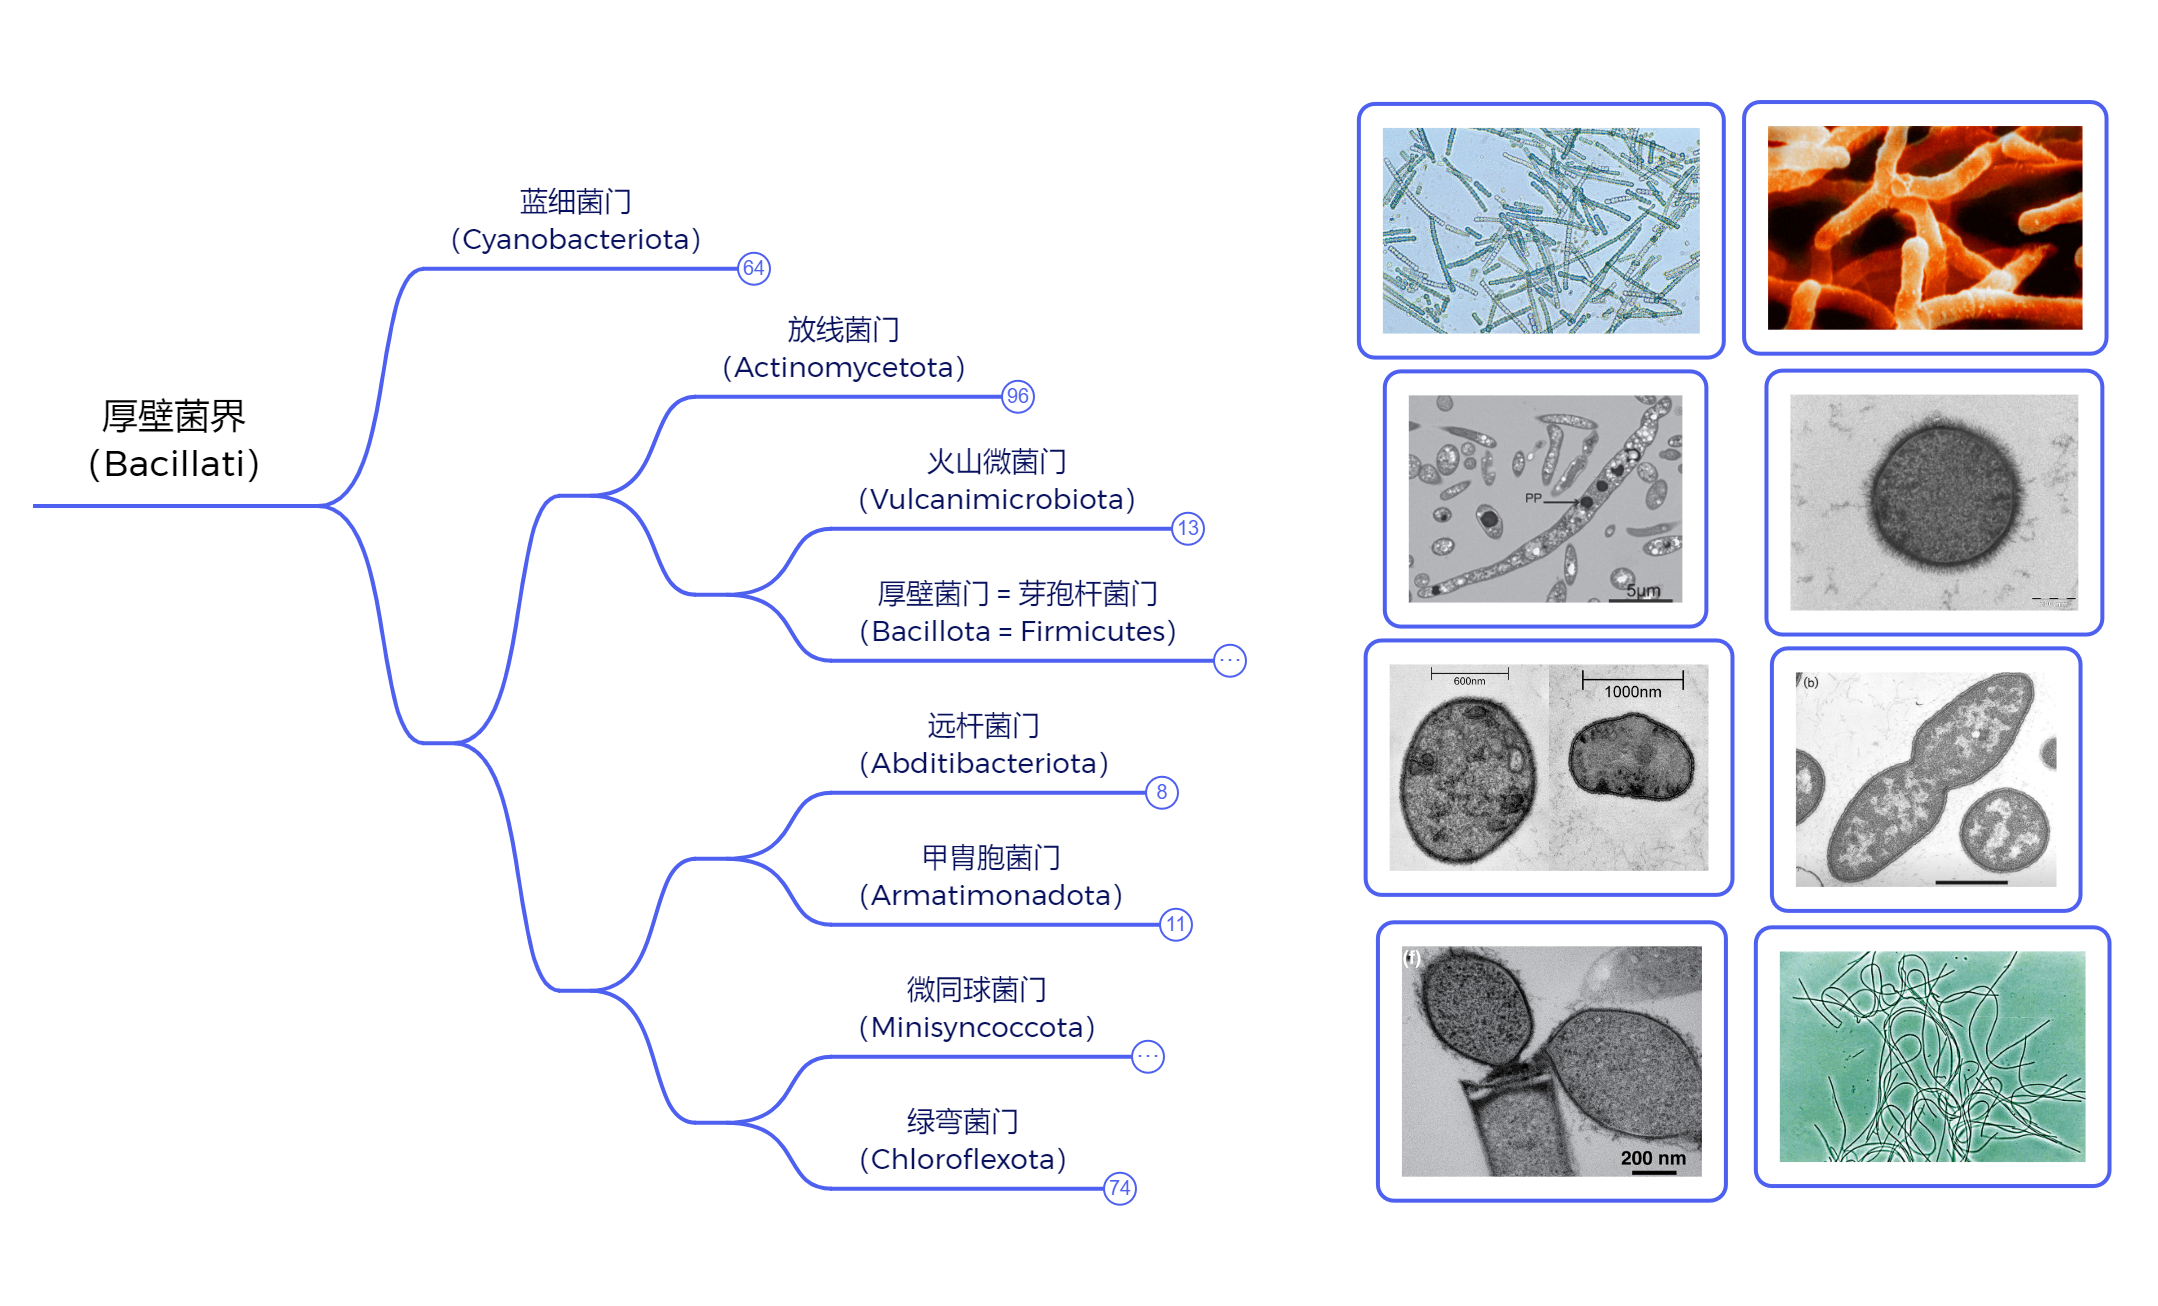 蓝细菌门
(Cyanobacteriota)
64
放线菌门
(Actinomycetota)
96
厚壁菌界
(Bacillati)
火山微菌门
(Vulcanimicrobiota)
13
厚壁菌门 = 芽孢杆菌门
(Bacillota = Firmicutes)
...
远杆菌门
(Abditibacteriota)
8
甲胄胞菌门
(Armatimonadota)
11
微同球菌门
(Minisyncoccota)
...
绿弯菌门
(Chloroflexota)
74
PP
5μm
600nm
1000nm
(b)
(f)
200 nm